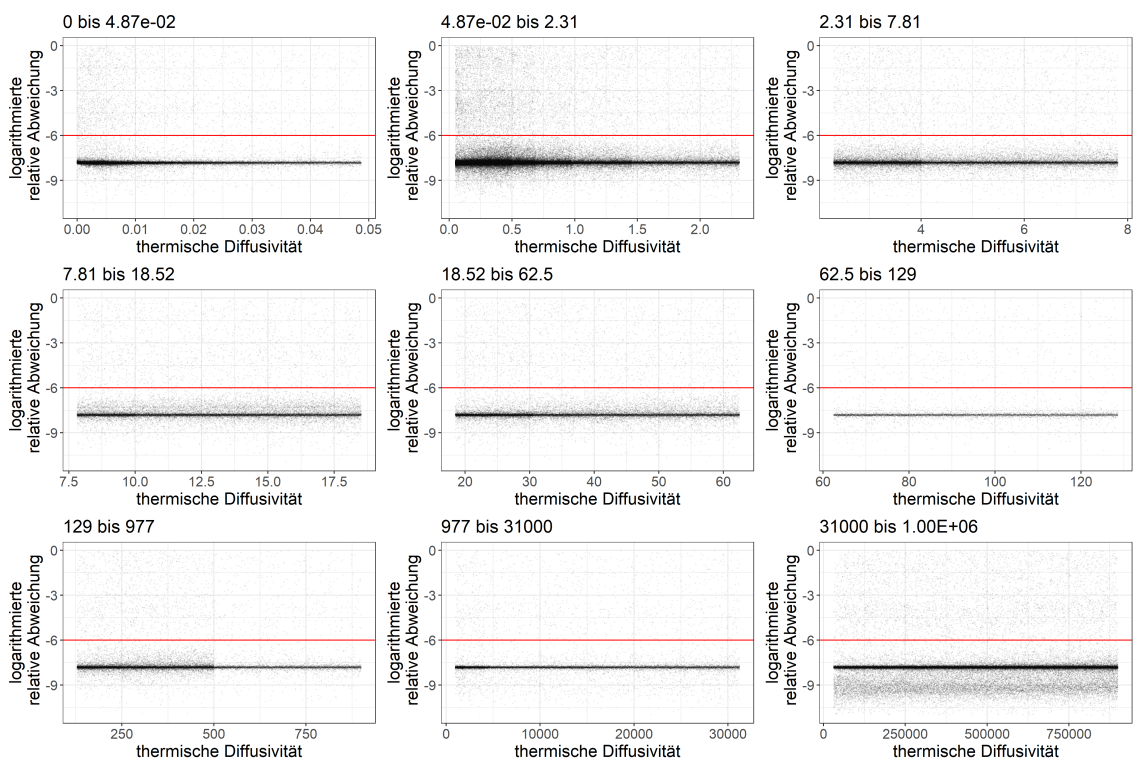 0 bis 4.87e-02
4.87e-02 bis 2.31
2.31 bis 7.81
logarithmierte
relative Abweichung
0
-3
-6
-9
0.00 0.01 0.02 0.03 0.04 0.05
thermische Diffusivität
logarithmierte
relative Abweichung
0
-3
-6
-9
0.0 0.5 1.0 1.5 2.0
thermische Diffusivität
logarithmierte
relative Abweichung
0
-3
-6
-9
4 6 8
thermische Diffusivität
7.81 bis 18.52
18.52 bis 62.5
62.5 bis 129
logarithmierte
relative Abweichung
0
-3
-6
-9
7.5 10.0 12.5 15.0 17.5
thermische Diffusivität
logarithmierte
relative Abweichung
0
-3
-6
-9
20 30 40 50 60
thermische Diffusivität
logarithmierte
relative Abweichung
0
-3
-6
-9
60 80 100 120
thermische Diffusivität
129 bis 977
977 bis 31000
31000 bis 1.00E+06
logarithmierte
relative Abweichung
0
-3
-6
-9
250 500 750
thermische Diffusivität
logarithmierte
relative Abweichung
0
-3
-6
-9
0 10000 20000 30000
thermische Diffusivität
logarithmierte
relative Abweichung
0
-3
-6
-9
0 250000 500000 750000
thermische Diffusivität